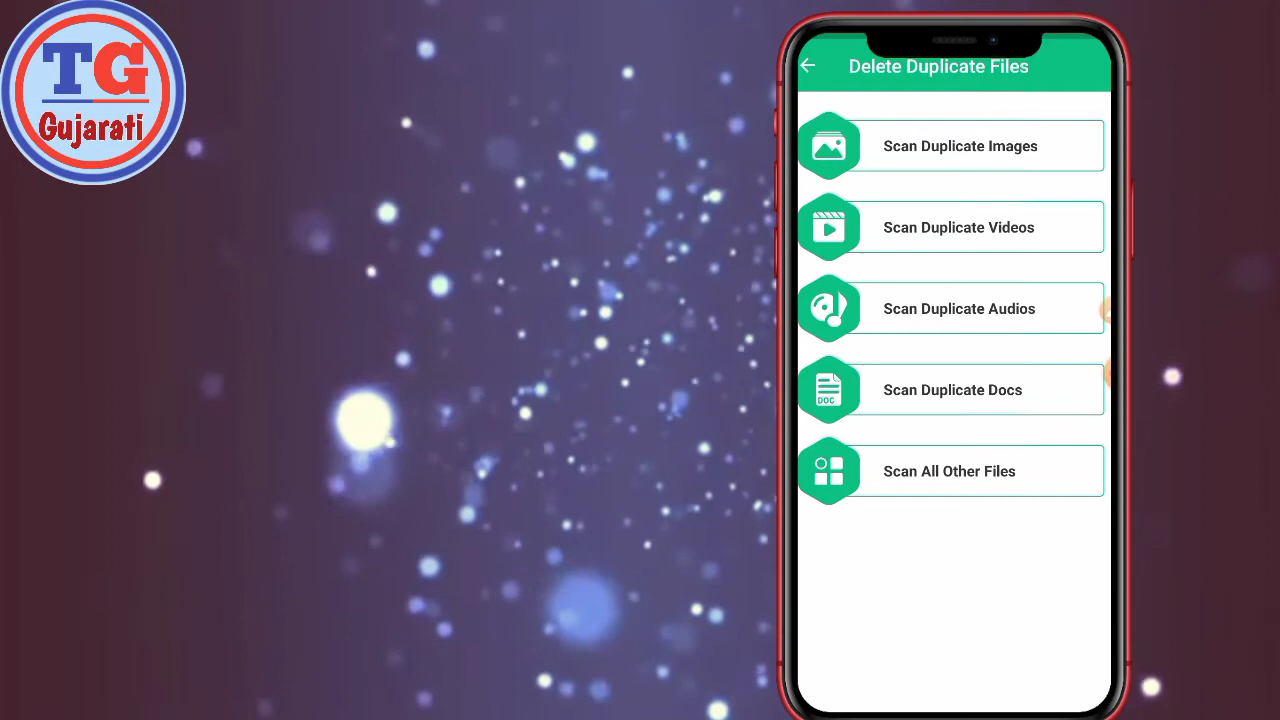 TG
Gujarati
Delete Duplicate Files
Scan Duplicate Images
Scan Duplicate Videos
Scan Duplicate Audios
DOC
Scan Duplicate Docs
Scan All Other Files